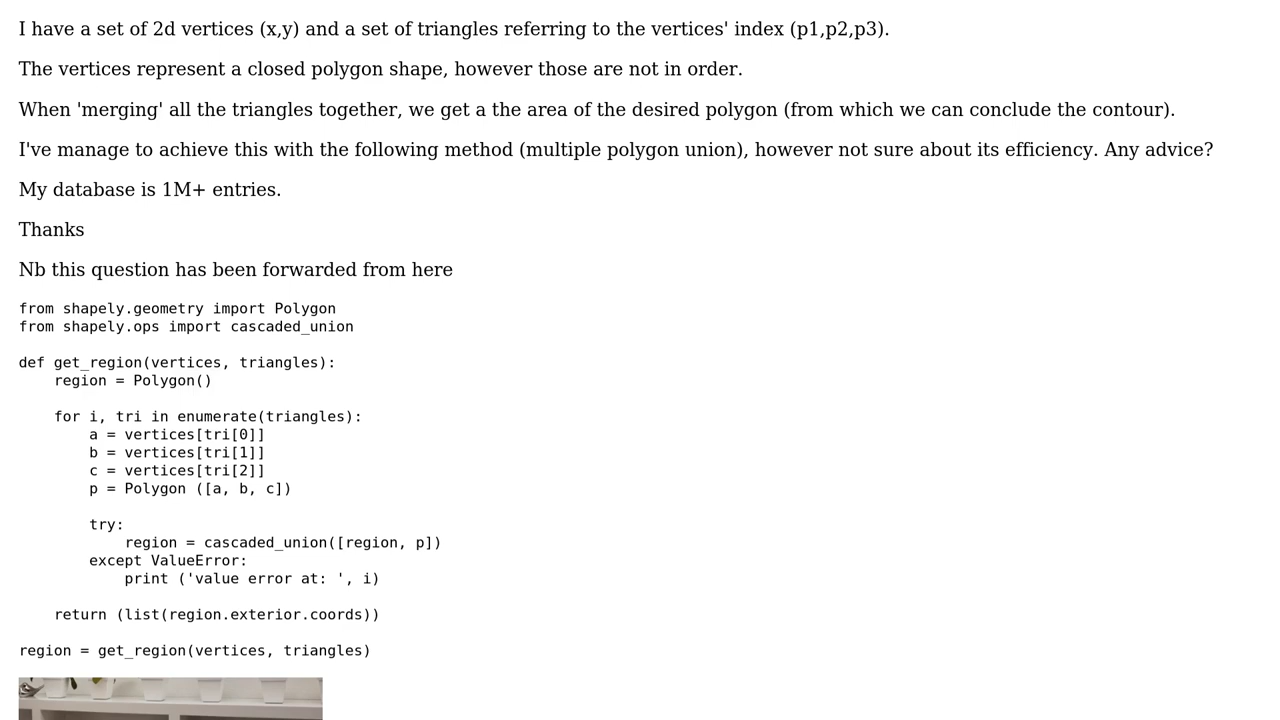 I have a set of 2d vertices (x,y) and a set of triangles referring to the vertices' index (p1,p2,p3).
The vertices represent a closed polygon shape, however those are not in order.
When 'merging' all the triangles together, we get a the area of the desired polygon (from which we can conclude the contour).
I've manage to achieve this with the following method (multiple polygon union), however not sure about its efficiency. Any advice?
My database is 1M+ entries.
Thanks
Nb this question has been forwarded from here
from shapely.geometry import Polygon
from shapely.ops import cascaded_union
def get_region(vertices, triangles):
    region = Polygon()
    for i, tri in enumerate(triangles):
        a = vertices[tri[0]]
        b = vertices[tri[1]]
        c = vertices[tri[2]]
        p = Polygon ([a, b, c])
        try:
            region = cascaded_union([region, p])
        except ValueError:
            print ('value error at: ', i)
    return (list(region.exterior.coords))
region = get_region(vertices, triangles)